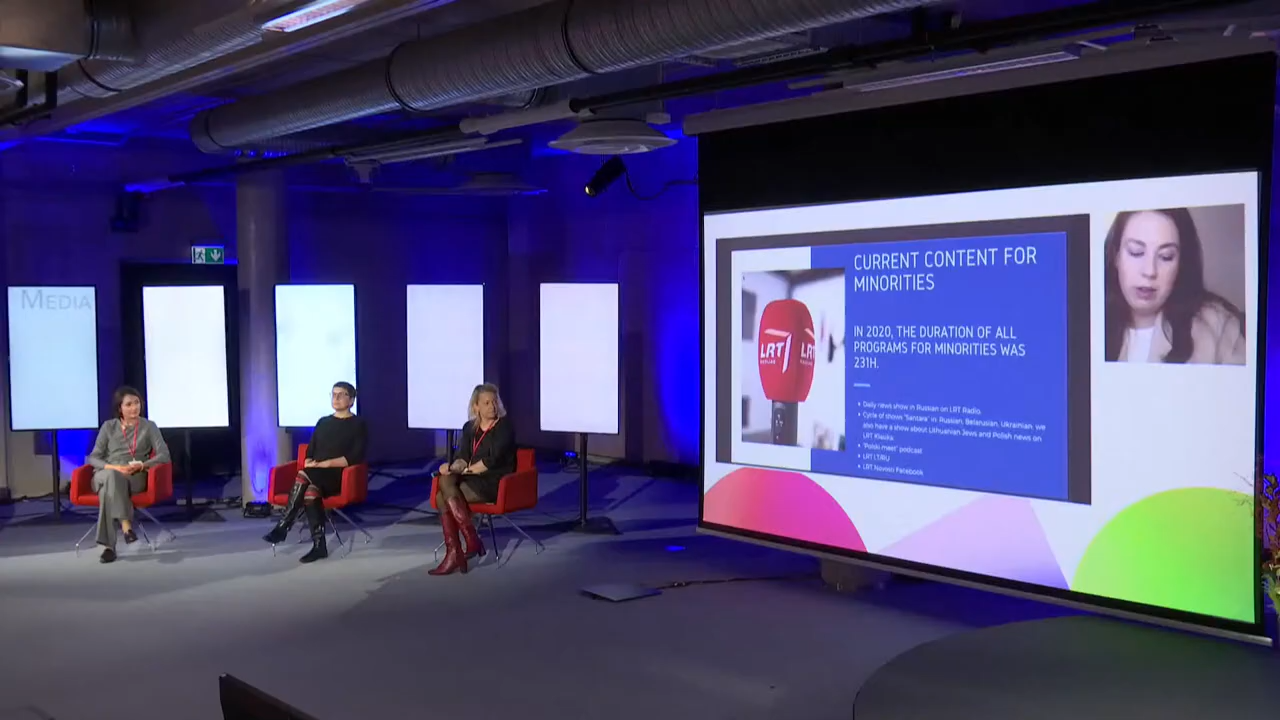 MEDIA
CURRENT CONTENT FOR
MINORITIES
IN 2020, THE DURATION OF ALL
PROGRAMS FOR MINORITIES WAS
231H.
• Daily news show in Russian on LRT Radio.
• Cycle of shows "Santara" in: Russian, Belarusian, Ukrainian, we
also have a show about Lithuanian Jews and Polish news on
LRT Klasika
• podcast
• LRT LT/RU
• LRT Novosti Facebook
LRT
LRT